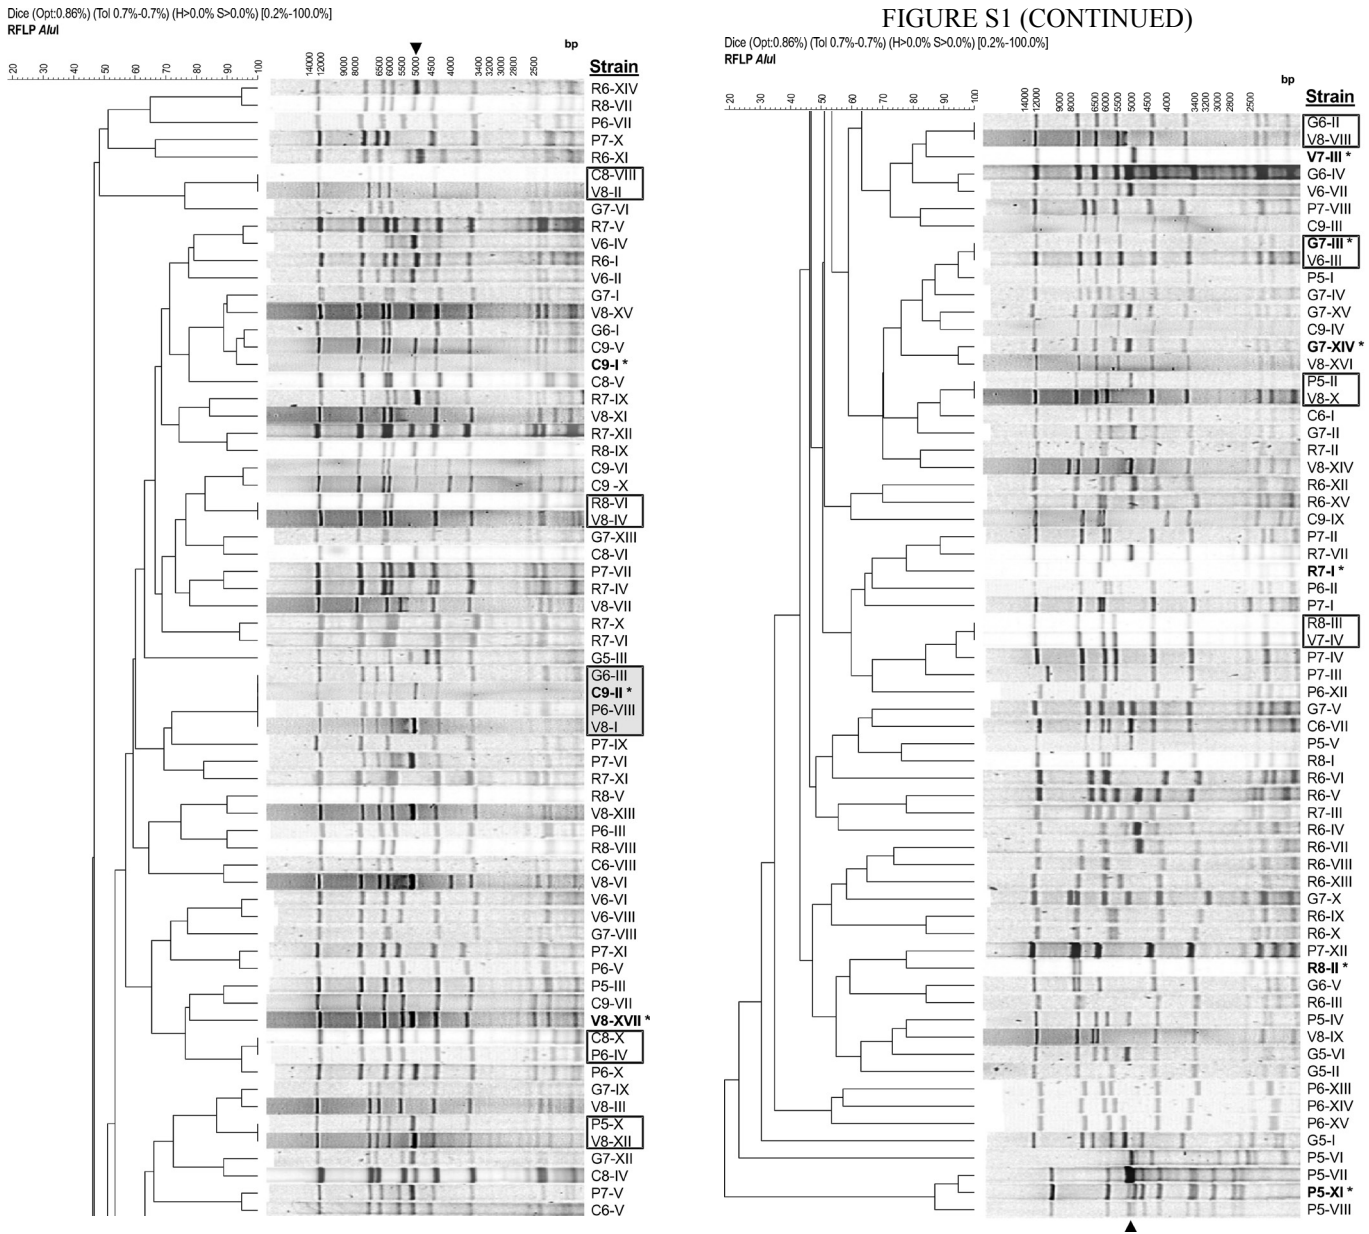 Dice (Opt:0.86%) (Tol 0.7%-0.7%) (H>0.0% S>0.0%) [0.2%-100.0%]
RFLP AluI
bp
20 30 40 50 60 70 80 90 100
14000 12000 9000 8000 6500 6000 5500 5000 4500 4000 3400 3200 3000 2800 2500
Strain
R6-XIV
R8-VII
P6-VII
P7-X
R6-XI
C8-VIII
V8-II
G7-VI
R7-V
V6-IV
R6-I
V6-II
G7-I
V8-XV
G6-I
C9-V
C9-I *
C8-V
R7-IX
V8-XI
R7-XII
R8-IX
C9-VI
C9 -X
R8-VI
V8-IV
G7-XIII
C8-VI
P7-VII
R7-IV
V8-VII
R7-X
R7-VI
G5-III
G6-III
C9-II *
P6-VIII
V8-I
P7-IX
P7-VI
R7-XI
R8-V
V8-XIII
P6-III
R8-VIII
C6-VIII
V8-VI
V6-VI
V6-VIII
G7-VIII
P7-XI
P6-V
P5-III
C9-VII
V8-XVII *
C8-X
P6-IV
P6-X
G7-IX
V8-III
P5-X
V8-XII
G7-XII
C8-IV
P7-V
C6-V
FIGURE S1 (CONTINUED)
Dice (Opt:0.86%) (Tol 0.7%-0.7%) (H>0.0% S>0.0%) [0.2%-100.0%]
RFLP AluI
bp
20 30 40 50 60 70 80 90 100
14000 12000 9000 8000 6500 6000 5500 5000 4500 4000 3400 3200 3000 2800 2500
Strain
G6-II
V8-VIII
V7-III *
G6-IV
V6-VII
P7-VIII
C9-III
G7-III *
V6-III
P5-I
G7-IV
G7-XV
C9-IV
G7-XIV *
V8-XVI
P5-II
V8-X
C6-I
G7-II
R7-II
V8-XIV
R6-XII
R6-XV
C9-IX
P7-II
R7-VII
R7-I *
P6-II
P7-I
R8-III
V7-IV
P7-IV
P7-III
P6-XII
G7-V
C6-VII
P5-V
R8-I
R6-VI
R6-V
R7-III
R6-IV
R6-VII
R6-VIII
R6-XIII
G7-X
R6-IX
R6-X
P7-XII
R8-II *
G6-V
R6-III
P5-IV
V8-IX
G5-VI
G5-II
P6-XIII
P6-XIV
P6-XV
G5-I
P5-VI
P5-VII
P5-XI *
P5-VIII